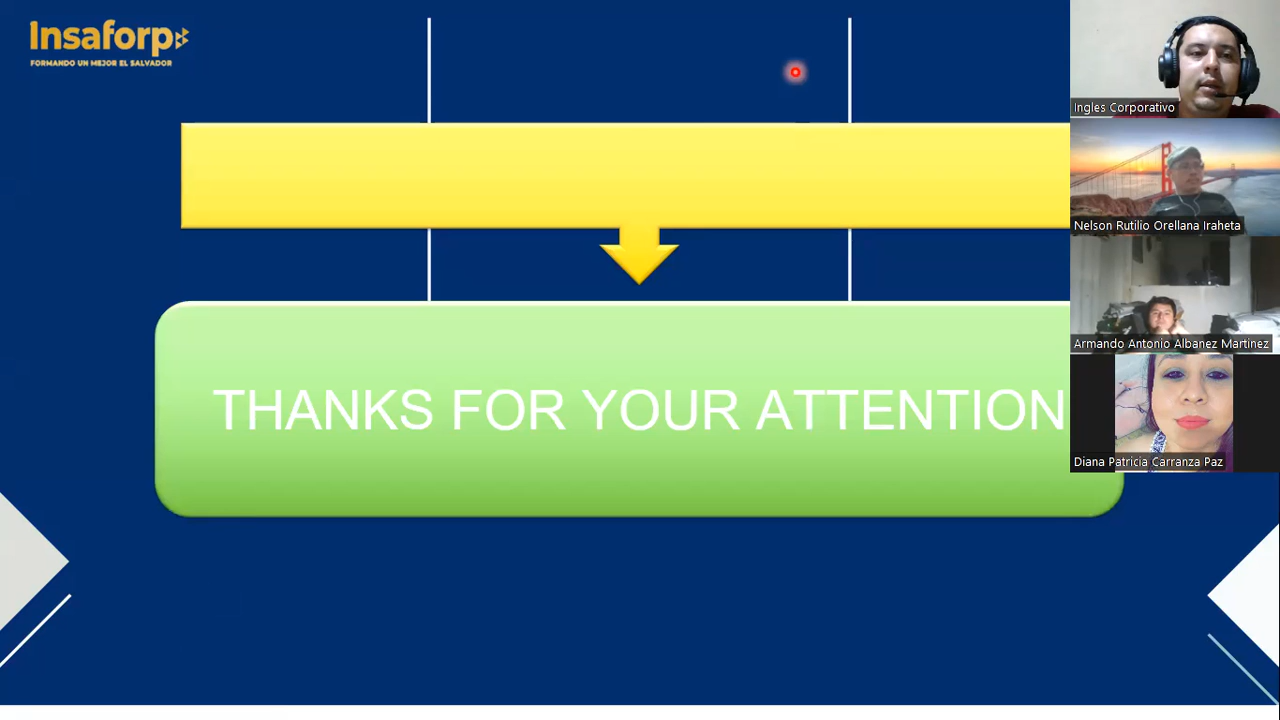 Insaforp
FORMANDO UN MEJOR EL SALVADOR
THANKS FOR YOUR ATTENTION
Ingles Corporativo
Nelson Rutilio Orellana Iraheta
Armando Antonio Albanez Martinez
Diana Patricia Carranza Paz